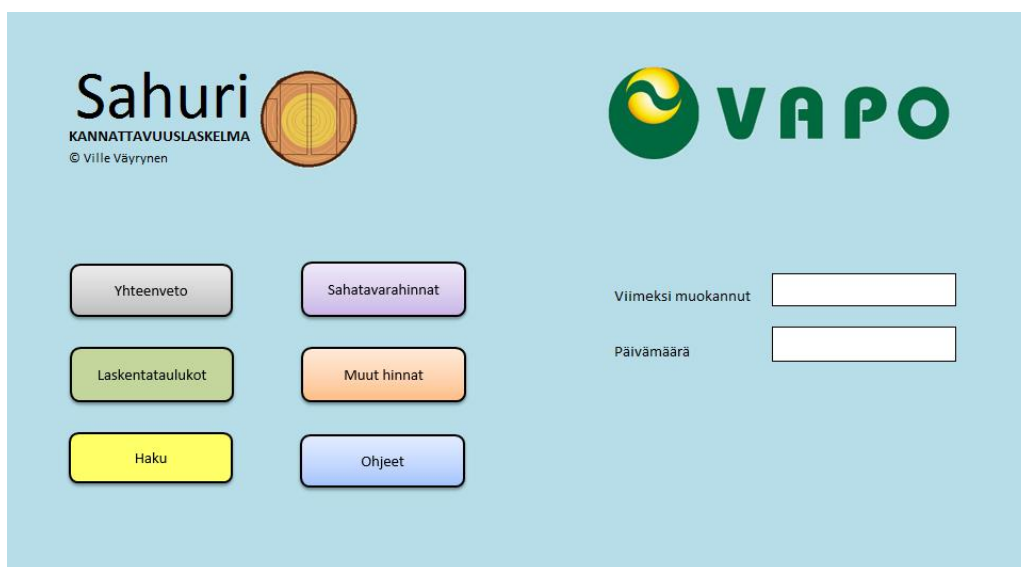 Sahuri
KANNATTAVUUSLASKELMA
© Ville Väyrynen
VAPO
Yhteenveto
Sahatavarahinnat
Laskentataulukot
Muut hinnat
Haku
Ohjeet
Viimeksi muokannut
Päivämäärä